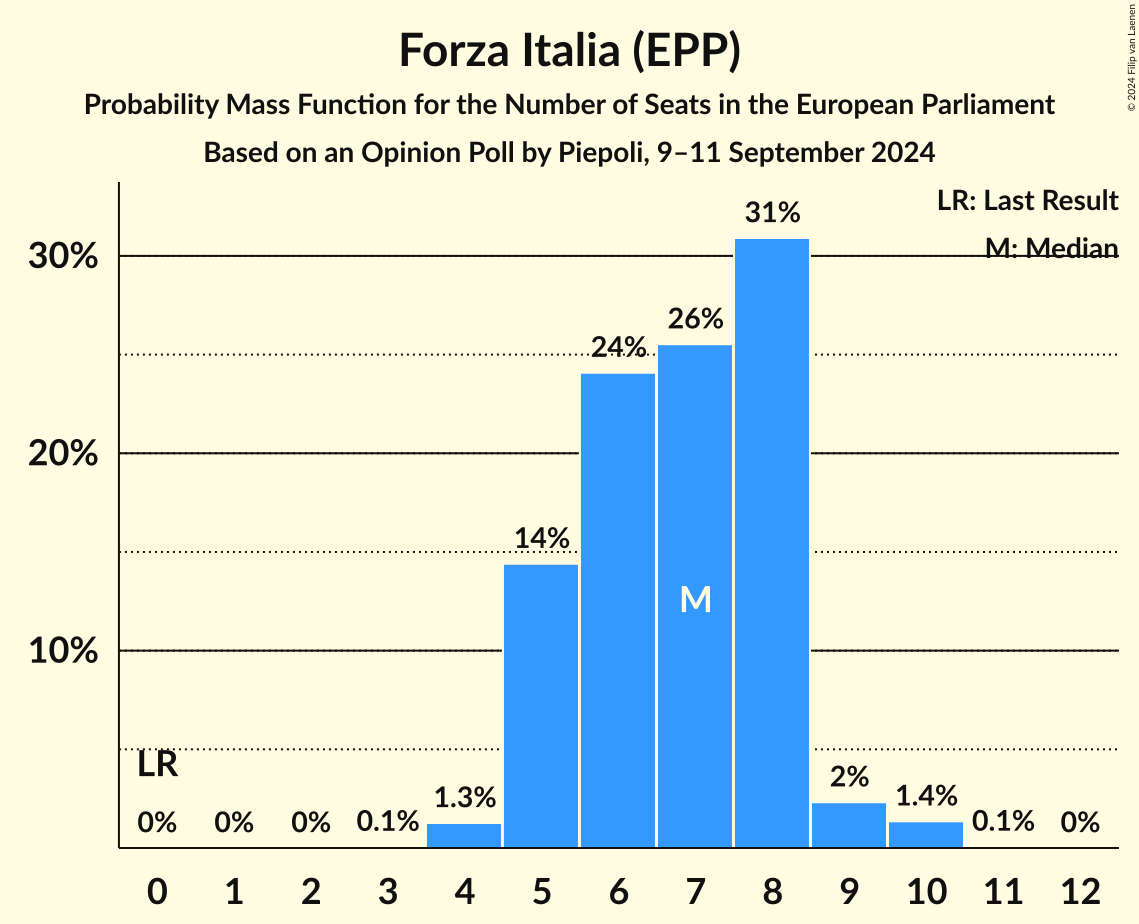 Forza Italia (EPP)
Probability Mass Function for the Number of Seats in the European Parliament
Based on an Opinion Poll by Piepoli, 9–11 September 2024
© 2024 Filip van Laenen
LR: Last Result
M: Median
30%
20%
10%
31%
26%
24%
14%
M
LR
0%
0%
0%
0.1%
1.3%
2%
1.4%
0.1%
0%
0 1 2 3 4 5 6 7 8 9 10 11 12